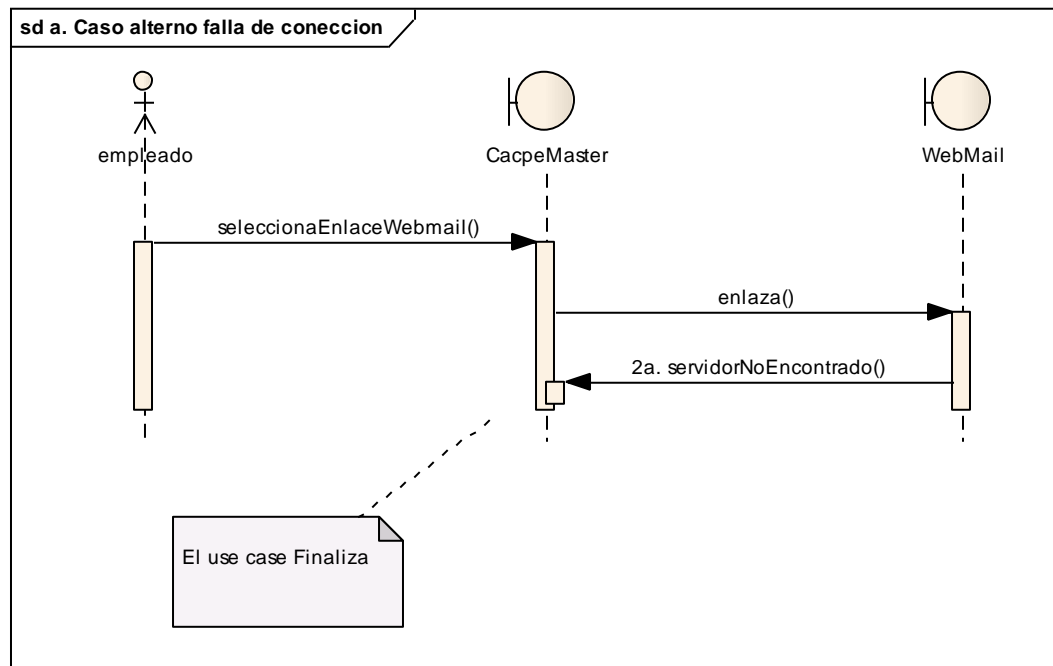 sd a. Caso alterno falla de coneccion
empleado
CacpeMaster
WebMail
seleccionaEnlaceWebmail()
enlaza()
2a. servidorNoEncontrado()
El use case Finaliza